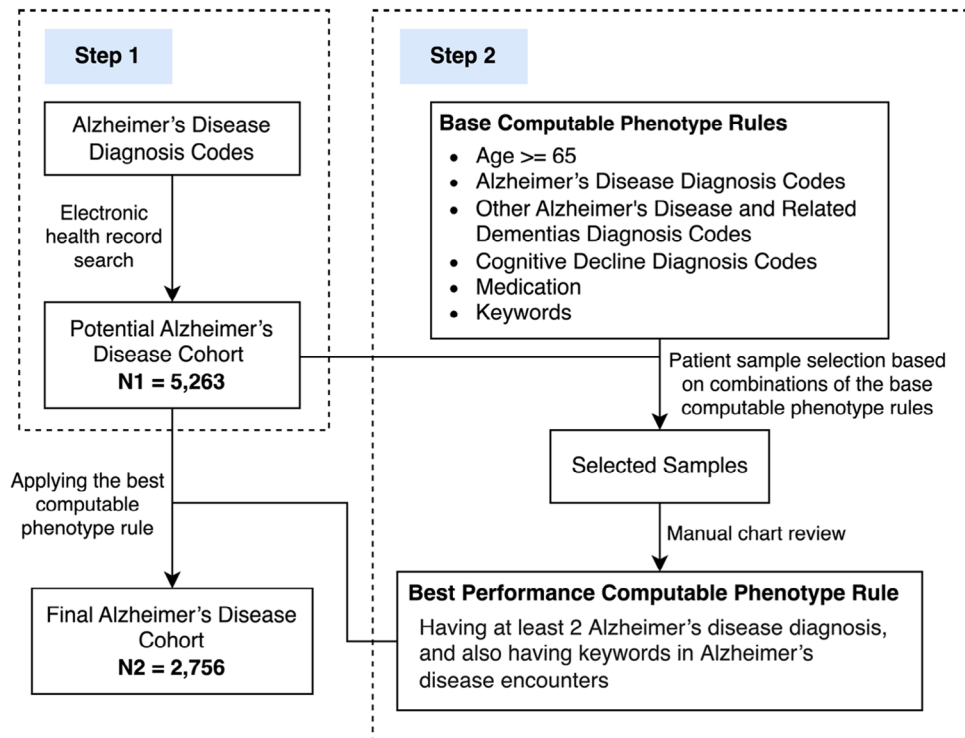 Step 1
Alzheimer's Disease
Diagnosis Codes
Electronic
health record
search
Potential Alzheimer's
Disease Cohort
N1 = 5,263
Applying the best
computable
phenotype rule
Final Alzheimer's Disease
Cohort
N2 = 2,756
Step 2
Base Computable Phenotype Rules
• Age >= 65
• Alzheimer's Disease Diagnosis Codes
• Other Alzheimer's Disease and Related
Dementias Diagnosis Codes
• Cognitive Decline Diagnosis Codes
• Medication
• Keywords
Patient sample selection based
on combinations of the base
computable phenotype rules
Selected Samples
Manual chart review
Best Performance Computable Phenotype Rule
Having at least 2 Alzheimer's disease diagnosis,
and also having keywords in Alzheimer's
disease encounters